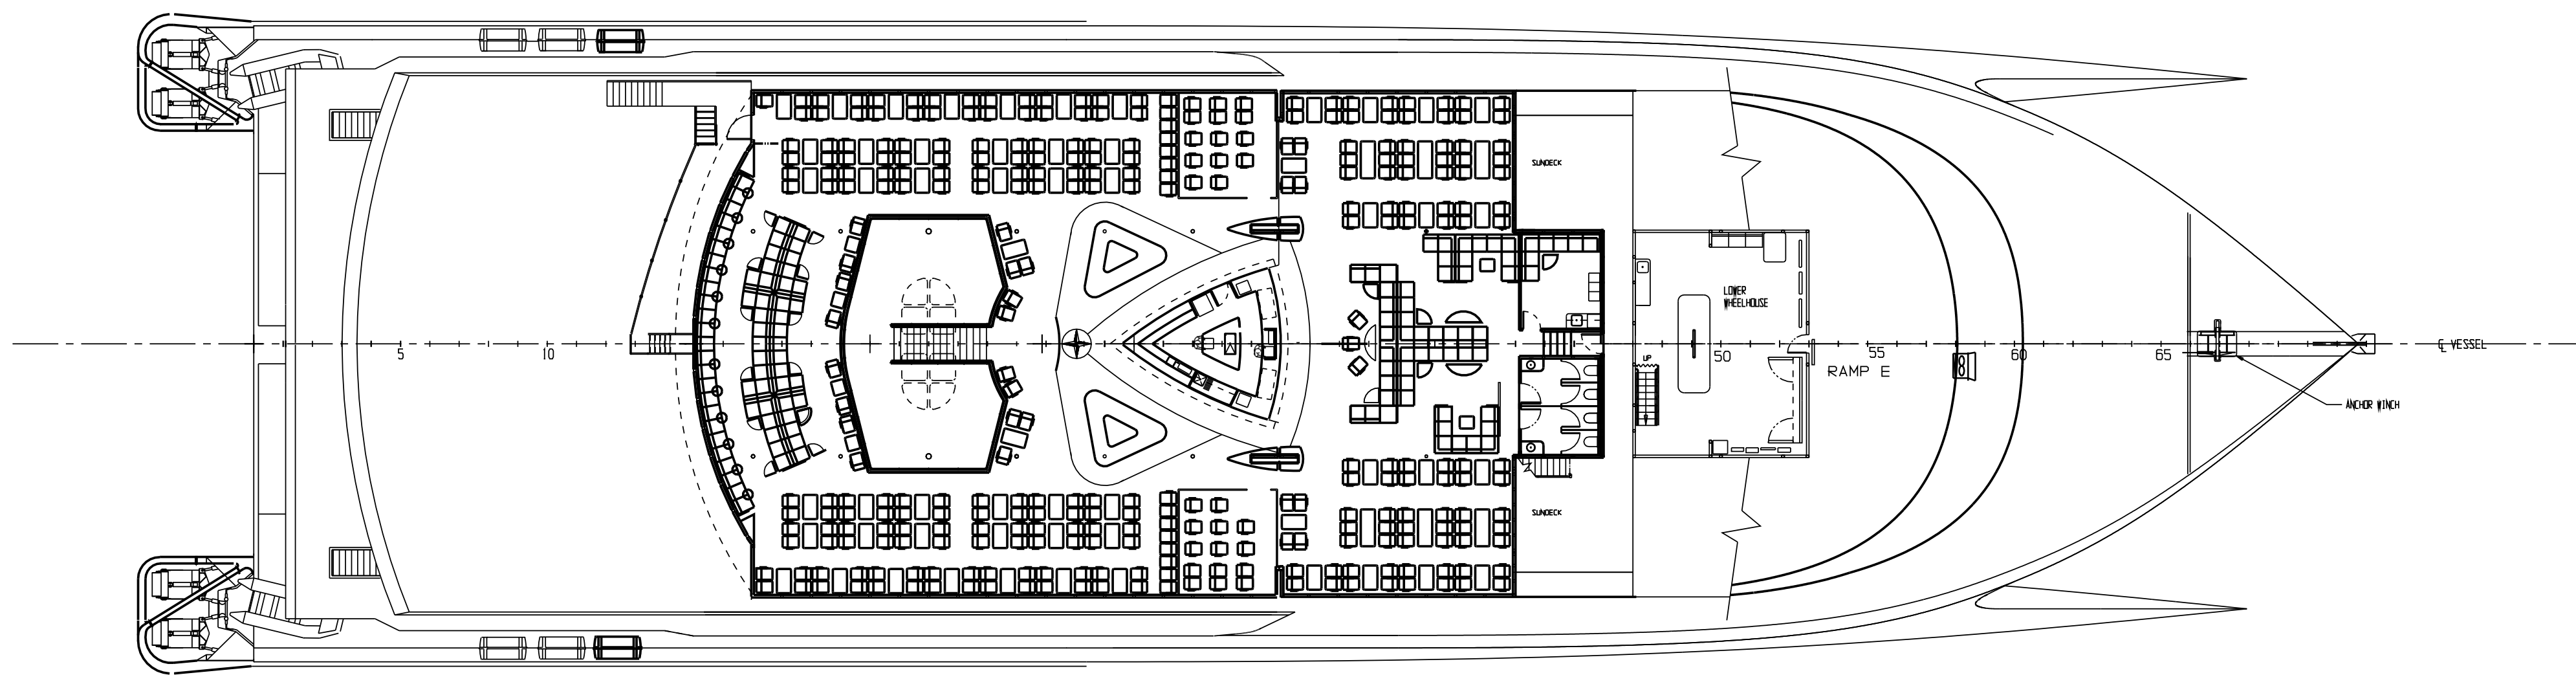 SUNDECK
LOWER
WHEELHOUSE
5
10
50
55
60
65
℄ VESSEL
UP
RAMP E
ANCHOR WINCH
SUNDECK